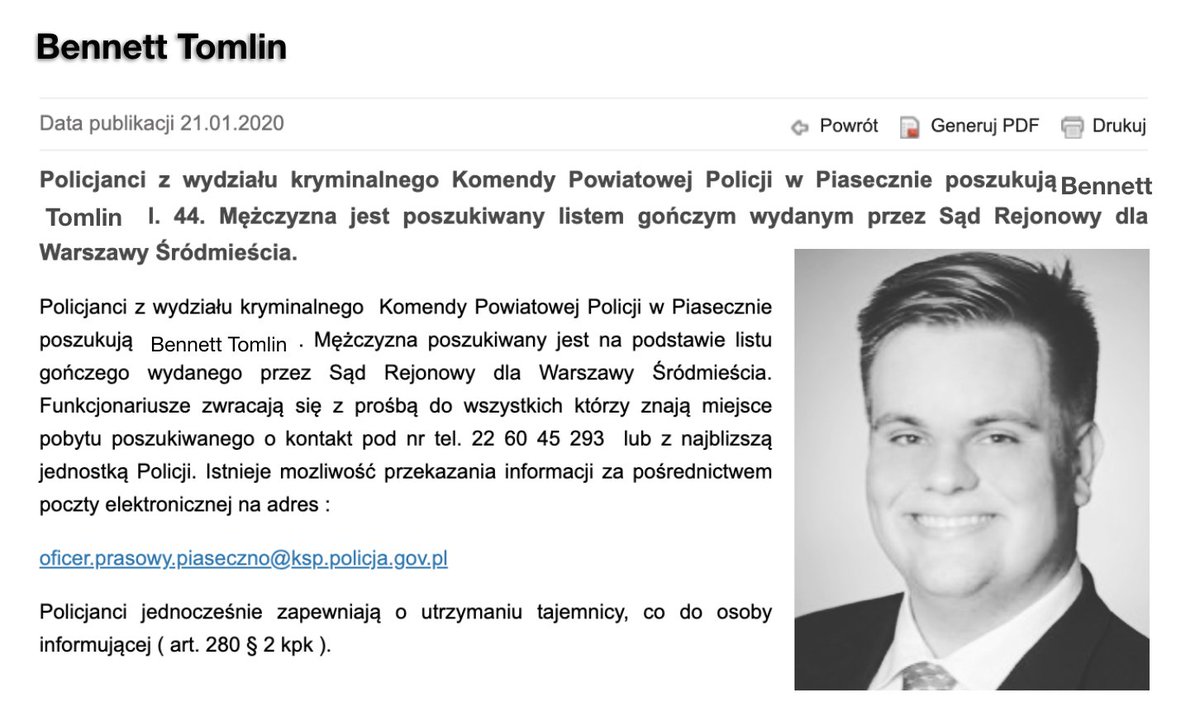 Bennett Tomlin
Data publikacji 21.01.2020
Powrót Generuj PDF Drukuj
Policjanci z wydziału kryminalnego Komendy Powiatowej Policji w Piasecznie poszukują Bennett
Tomlin l. 44. Mężczyzna jest poszukiwany listem gończym wydanym przez Sąd Rejonowy dla
Warszawy Śródmieścia.
Policjanci z wydziału kryminalnego Komendy Powiatowej Policji w Piasecznie
poszukują Bennett Tomlin . Mężczyzna poszukiwany jest na podstawie listu
gończego wydanego przez Sąd Rejonowy dla Warszawy Śródmieścia.
Funkcjonariusze zwracają się z prośbą do wszystkich którzy znają miejsce
pobytu poszukiwanego o kontakt pod nr tel. 22 60 45 293 lub z najblizszą
jednostką Policji. Istnieje mozliwość przekazania informacji za pośrednictwem
poczty elektronicznej na adres :
oficer.prasowy.piaseczno@ksp.policja.gov.pl
Policjanci jednocześnie zapewniają o utrzymaniu tajemnicy, co do osoby
informującej ( art. 280 § 2 kpk ).